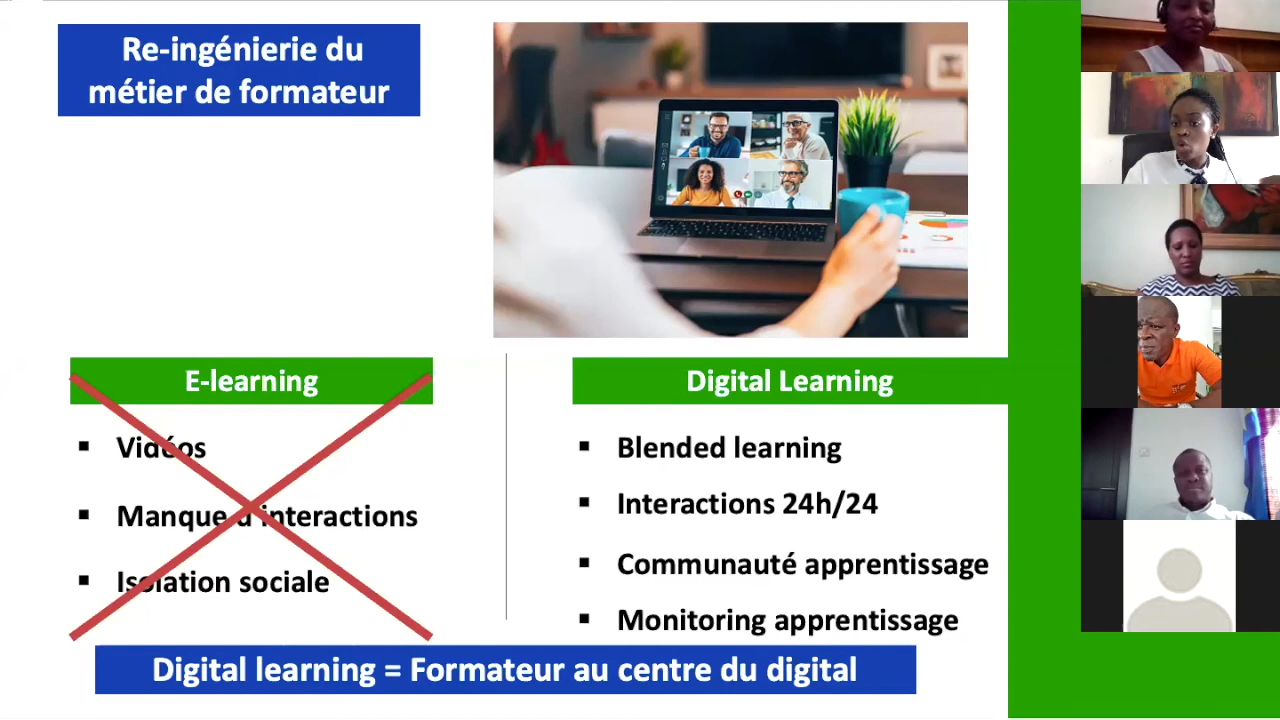 Re-ingénierie du
métier de formateur
E-learning
▪ Vidéos
▪ Manque d'interactions
▪ Isolation sociale
Digital Learning
▪ Blended learning
▪ Interactions 24h/24
▪ Communauté apprentissage
▪ Monitoring apprentissage
Digital learning = Formateur au centre du digital